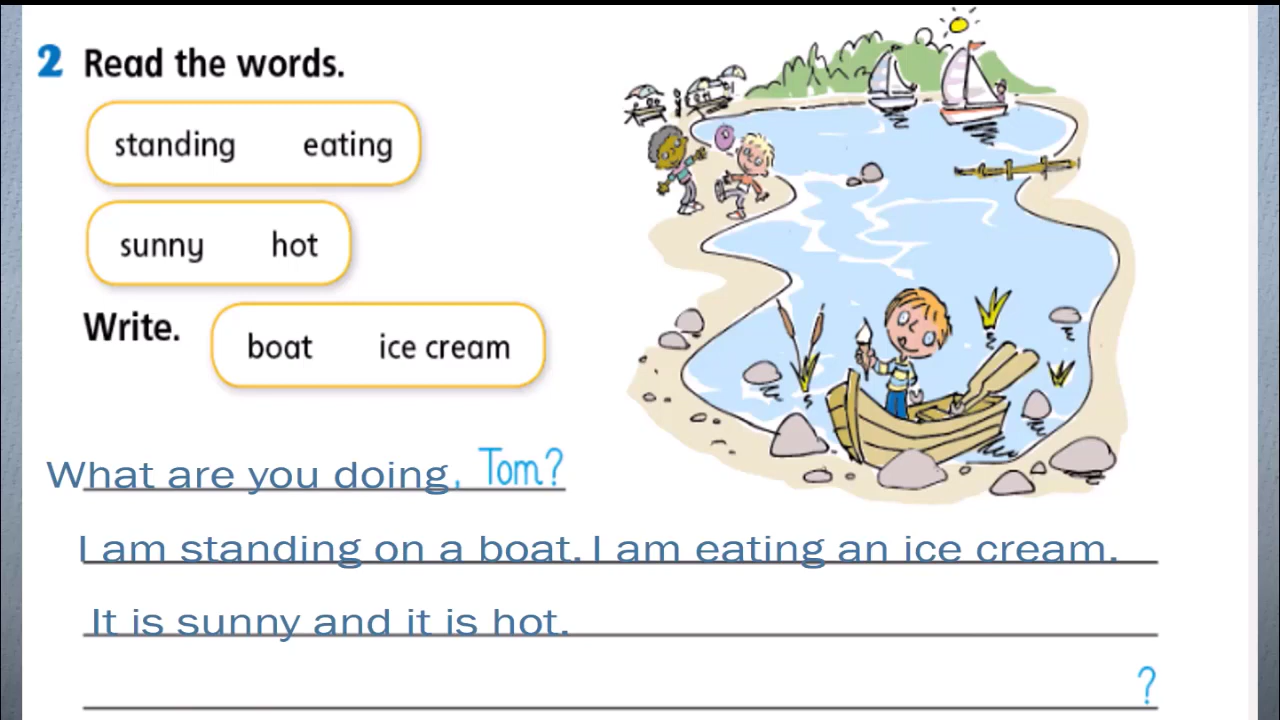 2 Read the words.
standing eating
sunny hot
Write.
boat ice cream
What are you doing, Tom?
I am standing on a boat. I am eating an ice cream.
It is sunny and it is hot.
?